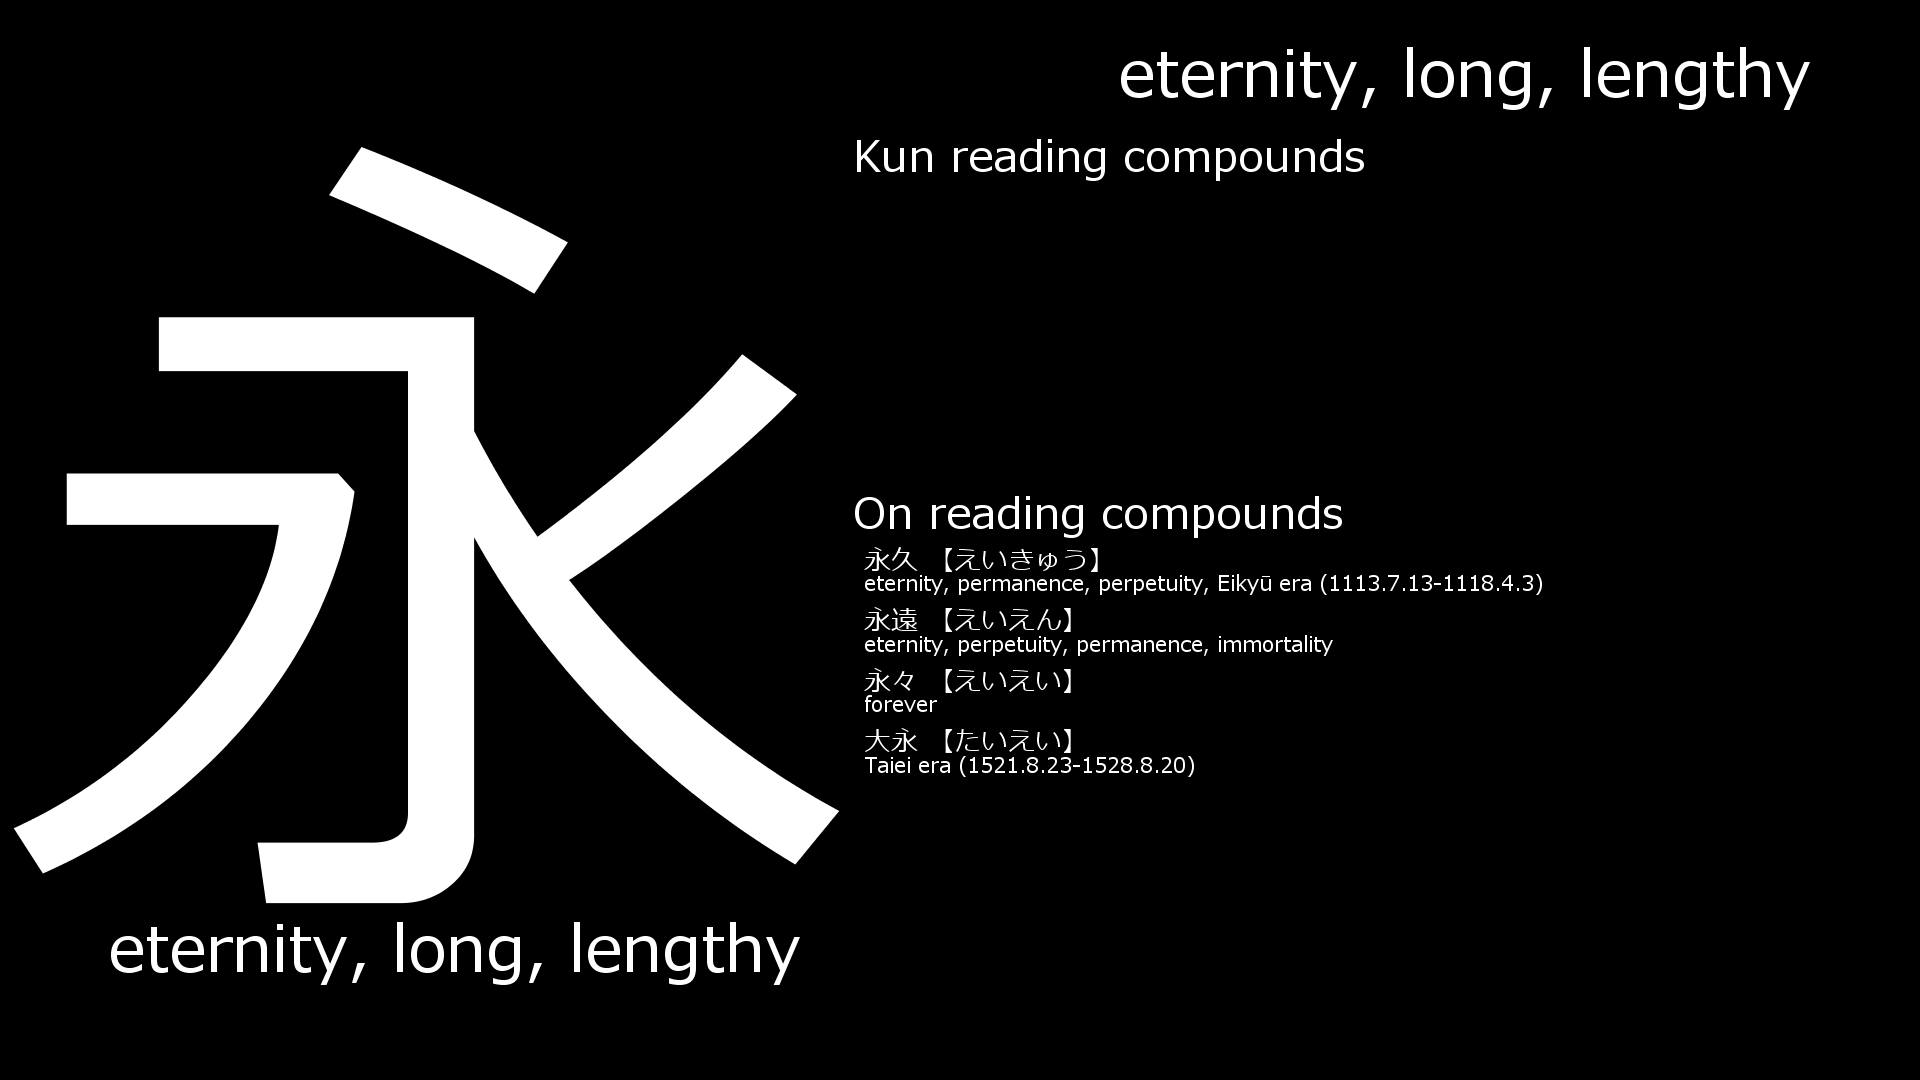 永
eternity, long, lengthy
eternity, long, lengthy
Kun reading compounds
On reading compounds
永久 【えいきゅう】
eternity, permanence, perpetuity, Eikyū era (1113.7.13-1118.4.3)
永遠 【えいえん】
eternity, perpetuity, permanence, immortality
永々 【えいえい】
forever
大永 【たいえい】
Taiei era (1521.8.23-1528.8.20)